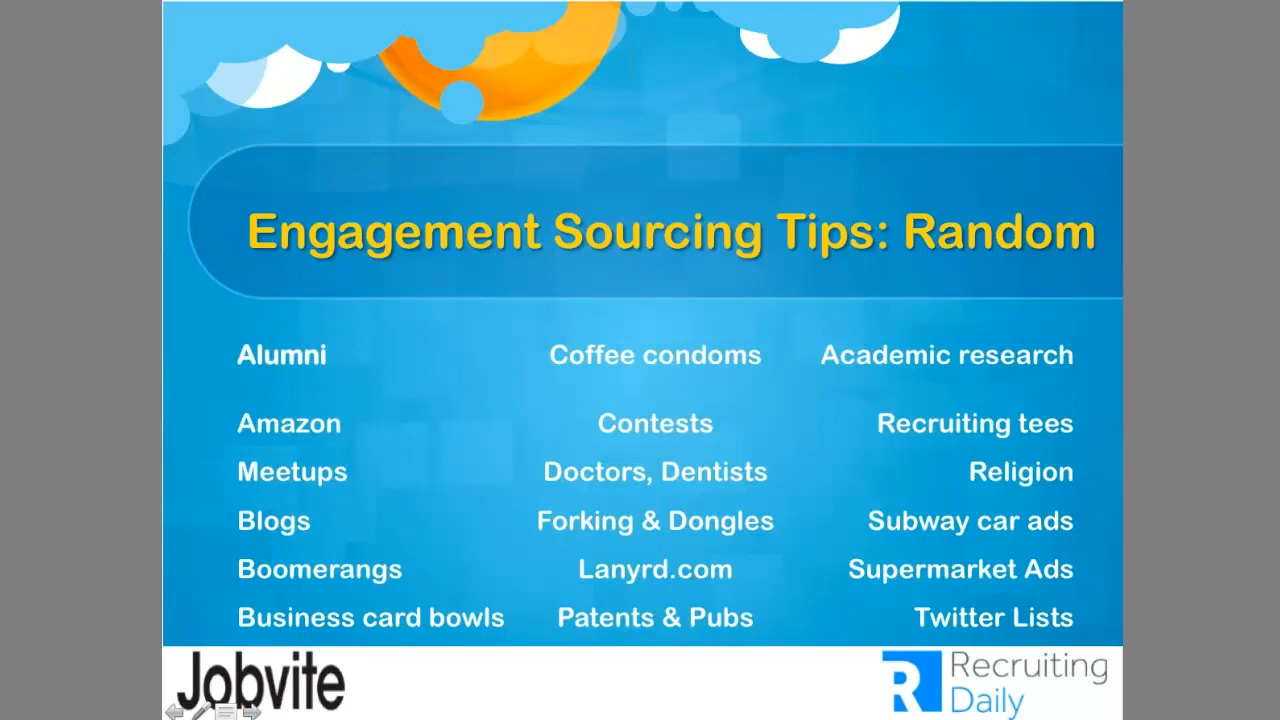 Engagement Sourcing Tips: Random
Alumni Coffee condoms Academic research
Amazon Contests Recruiting tees
Meetups Doctors, Dentists Religion
Blogs Forking & Dongles Subway car ads
Boomerangs Lanyrd.com Supermarket Ads
Business card bowls Patents & Pubs Twitter Lists
Jobvite
R Recruiting
Daily